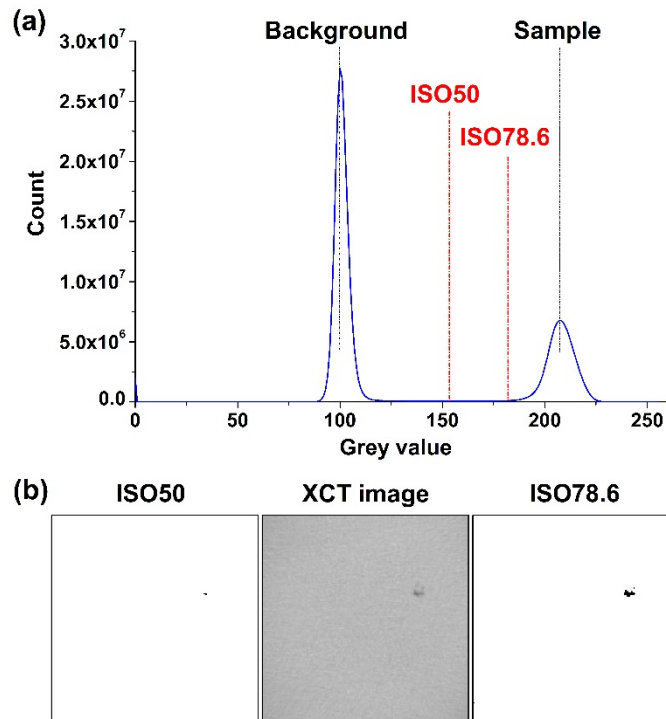 (a)
Background Sample
ISO50
ISO78.6
3.0x10⁷
2.5x10⁷
2.0x10⁷
1.5x10⁷
1.0x10⁷
5.0x10⁶
0.0
Count
0 50 100 150 200 250
Grey value
(b)
ISO50 XCT image ISO78.6